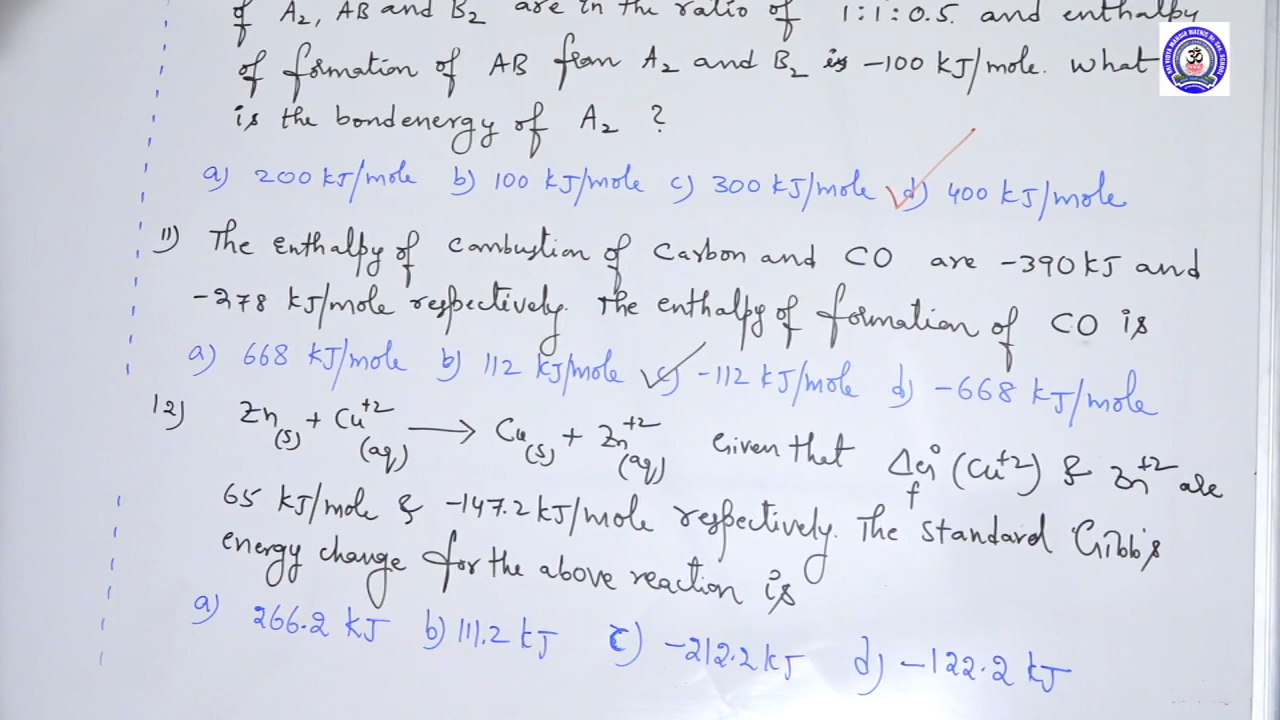 of A₂, AB and B₂ are in the ratio of 1:1:0.5. and enthalpy
of formation of AB from A₂ and B₂ is -100 kJ/mole. What
is the bondenergy of A₂ ?
a) 200 kJ/mole b) 100 kJ/mole c) 300 kJ/mole d) 400 kJ/mole
11) The Enthalpy of Combustion of Carbon and CO are -390 kJ and
-278 kJ/mole respectively. The enthalpy of formation of CO is
a) 668 kJ/mole b) 112 kJ/mole c) -112 kJ/mole d) -668 kJ/mole
12) Zn(s) + Cu⁺²(aq) → Cu(s) + Zn⁺²(aq) Given that ΔG°f (Cu⁺²) & Zn⁺² are
65 kJ/mole & -147.2 kJ/mole respectively. The Standard Gibb's
energy change for the above reaction is
a) 266.2 kJ b) 111.2 kJ c) -212.2 kJ d) -122.2 kJ